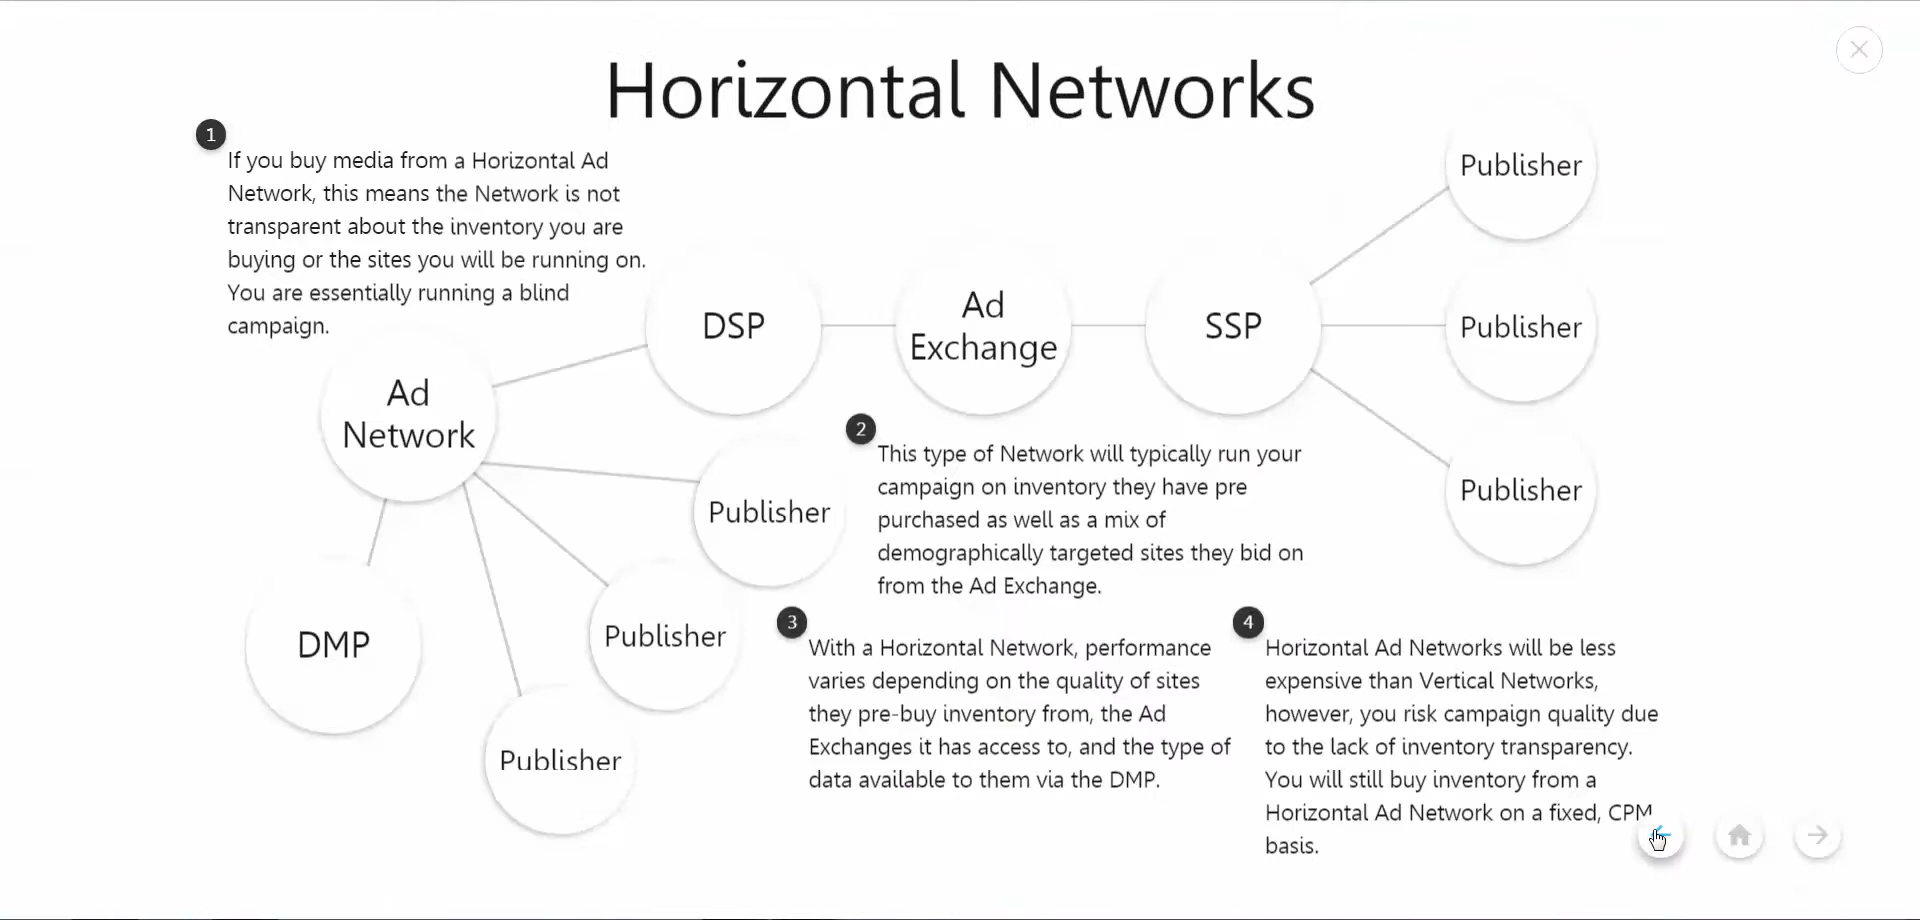 Horizontal Networks
1
If you buy media from a Horizontal Ad
Network, this means the Network is not
transparent about the inventory you are
buying or the sites you will be running on.
You are essentially running a blind
campaign.
Ad
Network
DSP
Ad
Exchange
SSP
Publisher
Publisher
Publisher
2
This type of Network will typically run your
campaign on inventory they have pre
purchased as well as a mix of
demographically targeted sites they bid on
from the Ad Exchange.
Publisher
Publisher
Publisher
DMP
3
With a Horizontal Network, performance
varies depending on the quality of sites
they pre-buy inventory from, the Ad
Exchanges it has access to, and the type of
data available to them via the DMP.
4
Horizontal Ad Networks will be less
expensive than Vertical Networks,
however, you risk campaign quality due
to the lack of inventory transparency.
You will still buy inventory from a
Horizontal Ad Network on a fixed, CPM
basis.